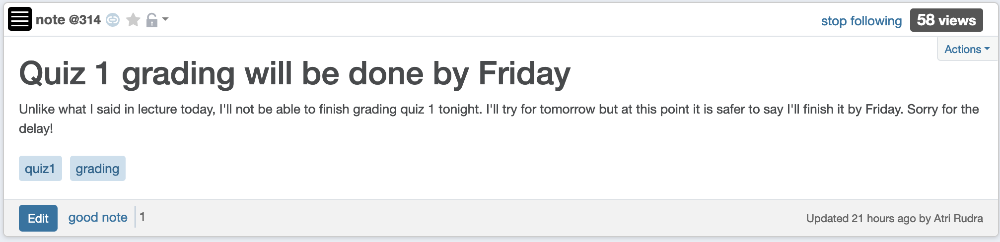 note @314
stop following
58 views
Actions
Quiz 1 grading will be done by Friday
Unlike what I said in lecture today, I'll not be able to finish grading quiz 1 tonight. I'll try for tomorrow but at this point it is safer to say I'll finish it by Friday. Sorry for the
delay!
quiz1 grading
Edit good note 1
Updated 21 hours ago by Atri Rudra